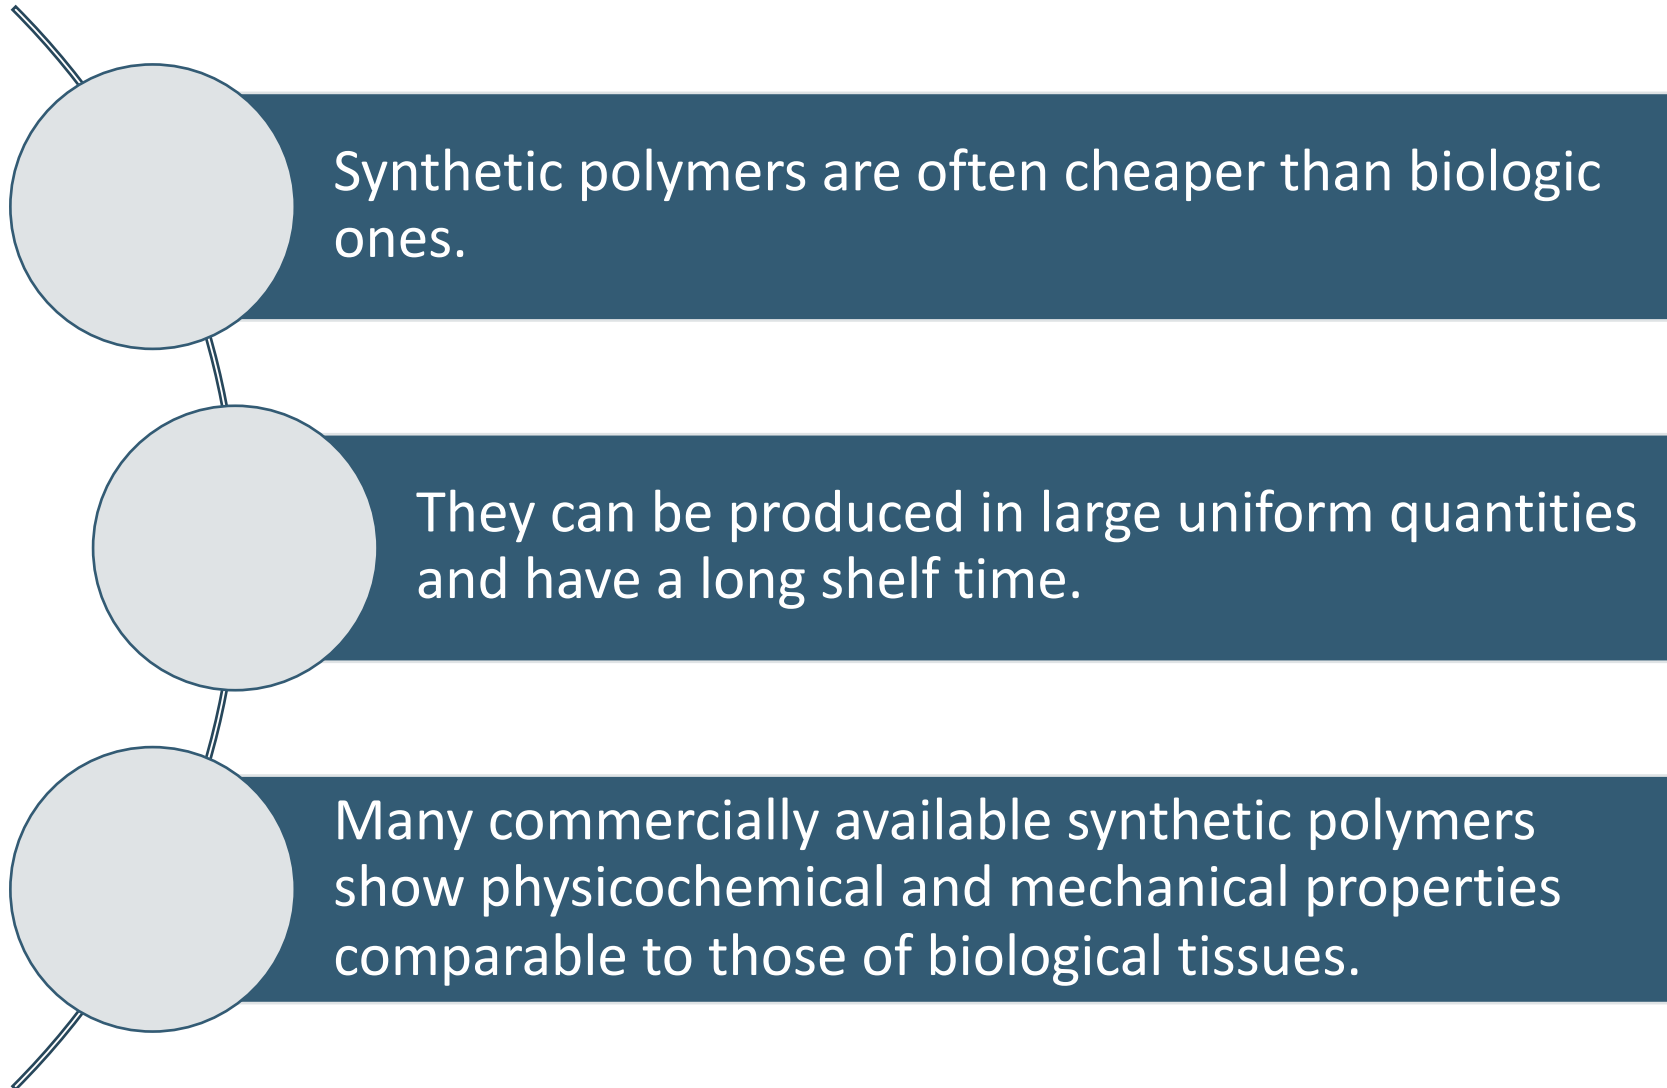 Synthetic polymers are often cheaper than biologic
ones.
They can be produced in large uniform quantities
and have a long shelf time.
Many commercially available synthetic polymers
show physicochemical and mechanical properties
comparable to those of biological tissues.